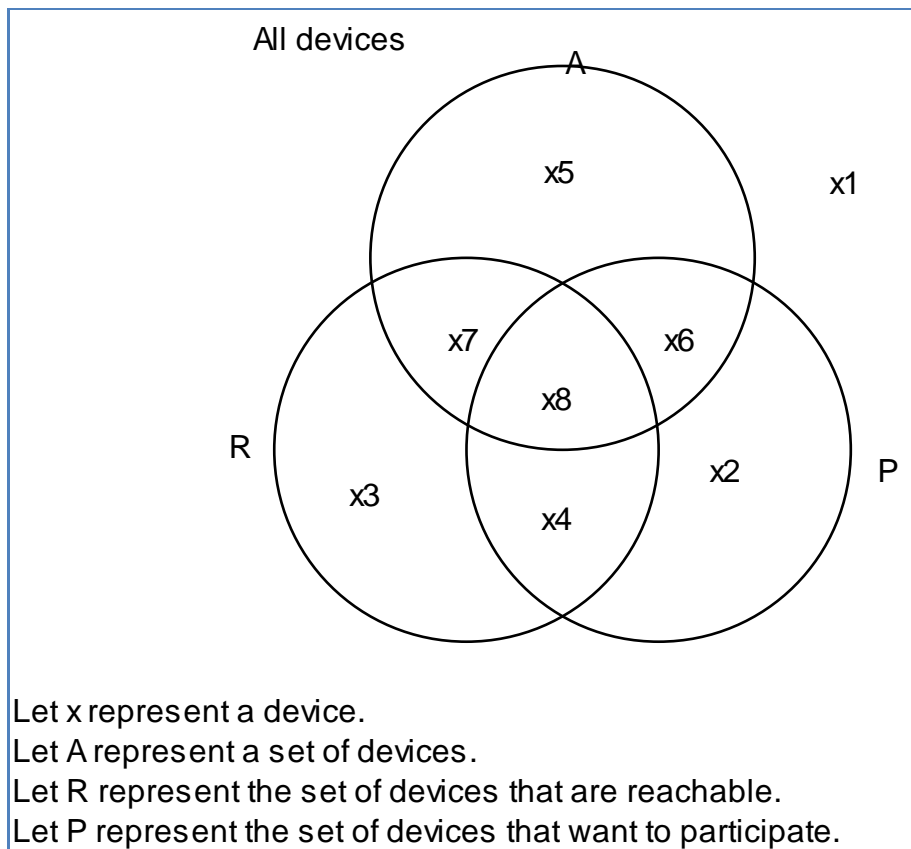 All devices
A
x5
x1
x7
x6
x8
R
x2
P
x3
x4
Let x represent a device.
Let A represent a set of devices.
Let R represent the set of devices that are reachable.
Let P represent the set of devices that want to participate.